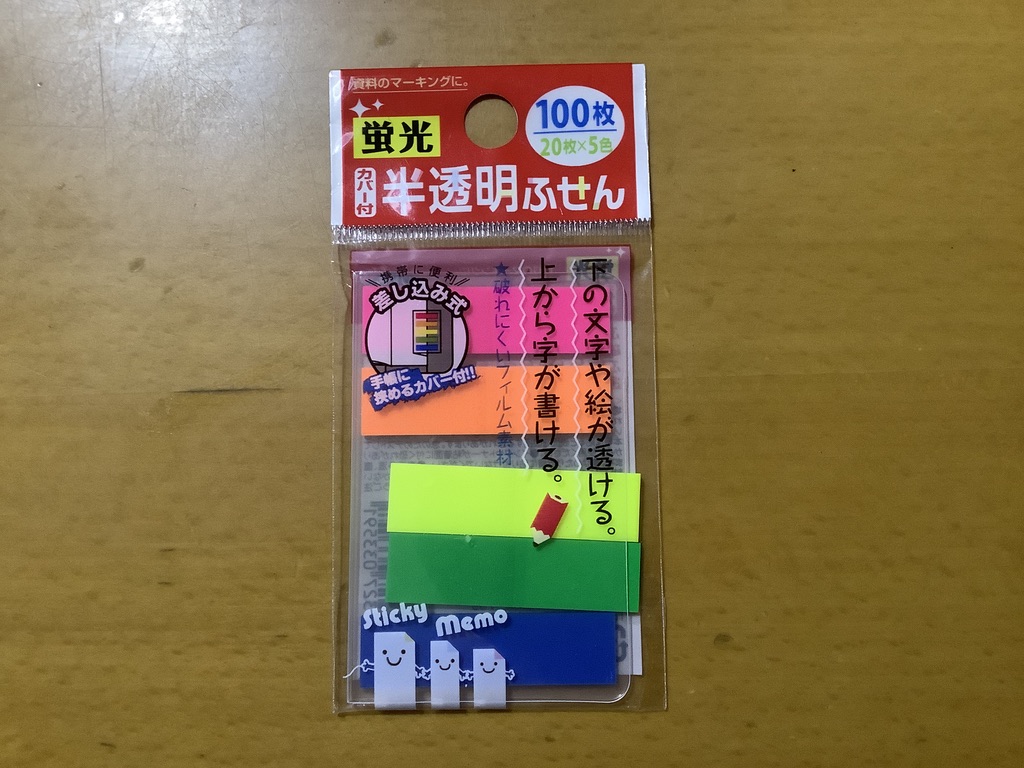 資料のマーキングに。
蛍光
100枚
20枚×5色
カバー付
半透明ふせん
携帯に便利
差し込み式
手帳に
挟めるカバー付!!
下の文字や絵が透ける。
上から字が書ける。
★破れにくいフィルム素材
Sticky Memo